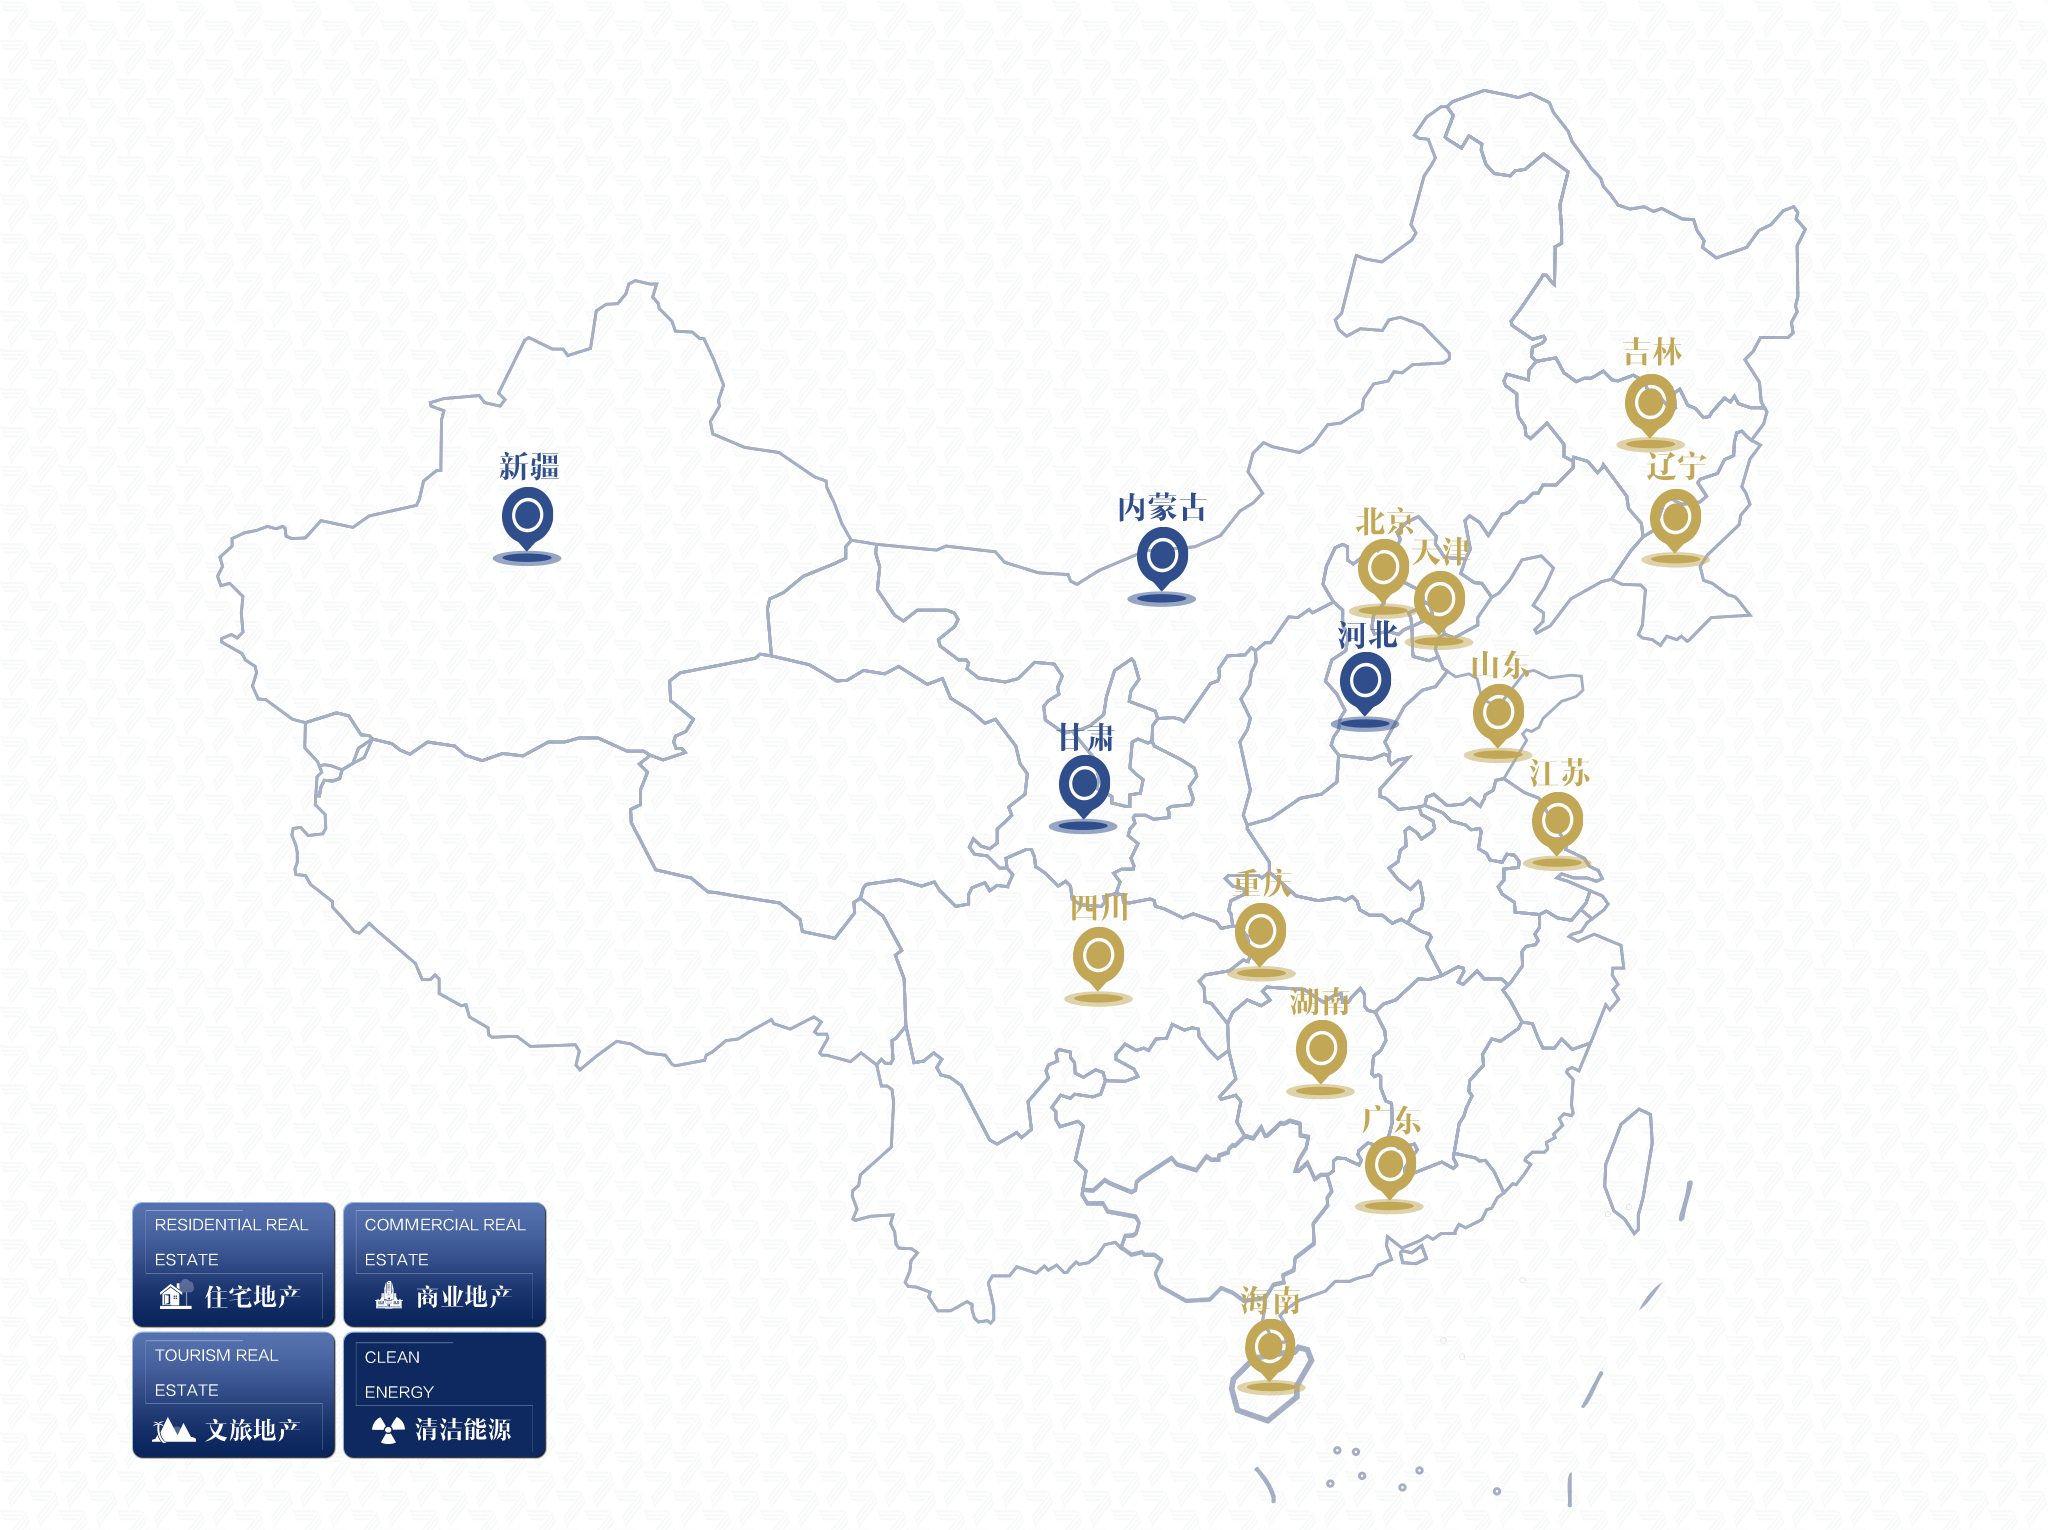 吉林
新疆
辽宁
内蒙古
北京
天津
河北
山东
甘肃
江苏
重庆
四川
湖南
广东
海南
RESIDENTIAL REAL
ESTATE
住宅地产
COMMERCIAL REAL
ESTATE
商业地产
TOURISM REAL
ESTATE
文旅地产
CLEAN
ENERGY
清洁能源